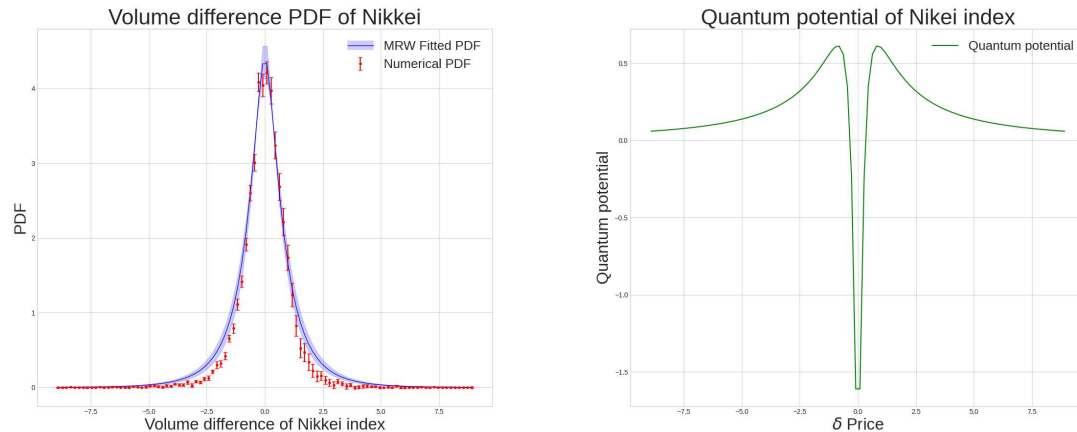 Volume difference PDF of Nikkei
MRW Fitted PDF
Numerical PDF
PDF
4
3
2
1
0
−7.5 −5.0 −2.5 0.0 2.5 5.0 7.5
Volume difference of Nikkei index
Quantum potential of Nikei index
Quantum potential
Quantum potential
0.5
0.0
−0.5
−1.0
−1.5
−7.5 −5.0 −2.5 0.0 2.5 5.0 7.5
δ Price